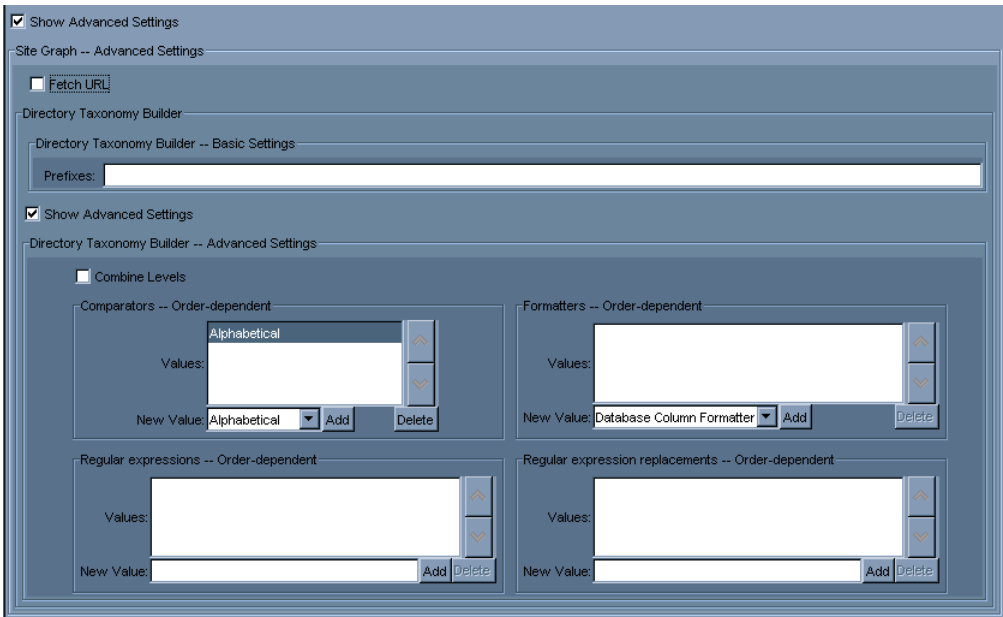 Show Advanced Settings
Site Graph -- Advanced Settings
Fetch URL
Directory Taxonomy Builder
Directory Taxonomy Builder -- Basic Settings
Prefixes:
Show Advanced Settings
Directory Taxonomy Builder -- Advanced Settings
Combine Levels
Comparators -- Order-dependent
Alphabetical
Values:
New Value: Alphabetical Add Delete
Formatters -- Order-dependent
Values:
New Value: Database Column Formatter Add Delete
Regular expressions -- Order-dependent
Values:
New Value: Add Delete
Regular expression replacements -- Order-dependent
Values:
New Value: Add Delete